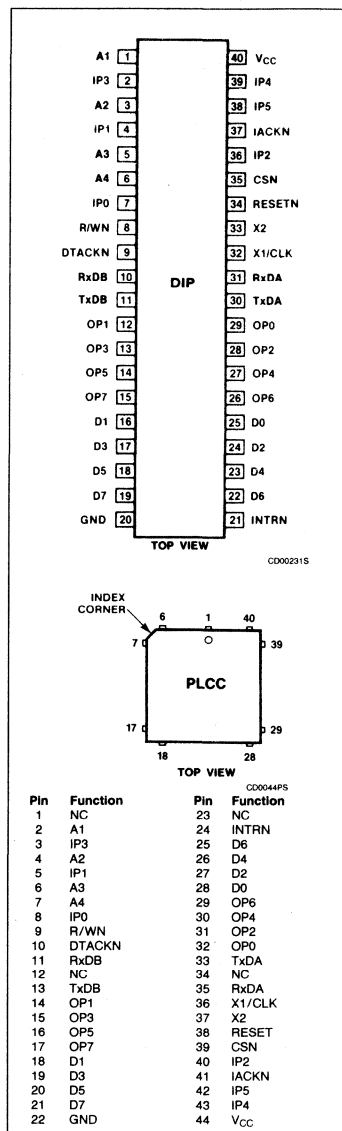 A1 1 40 VCC
IP3 2 39 IP4
A2 3 38 IP5
IP1 4 37 IACKN
A3 5 36 IP2
A4 6 35 CSN
IP0 7 34 RESETN
R/WN 8 33 X2
DTACKN 9 32 X1/CLK
RxDB 10 31 RxDA
TxDB 11 30 TxDA
DIP
OP1 12 29 OP0
OP3 13 28 OP2
OP5 14 27 OP4
OP7 15 26 OP6
D1 16 25 D0
D3 17 24 D2
D5 18 23 D4
D7 19 22 D6
GND 20 21 INTRN
TOP VIEW
CD00231S
INDEX
CORNER
6 1 40
7 39
PLCC
17 29
18 28
TOP VIEW
CD0044PS
Pin Function Pin Function
1 NC 23 NC
2 A1 24 INTRN
3 IP3 25 D6
4 A2 26 D4
5 IP1 27 D2
6 A3 28 D0
7 A4 29 OP6
8 IP0 30 OP4
9 R/WN 31 OP2
10 DTACKN 32 OP0
11 RxDB 33 TxDA
12 NC 34 NC
13 TxDB 35 RxDA
14 OP1 36 X1/CLK
15 OP3 37 X2
16 OP5 38 RESET
17 OP7 39 CSN
18 D1 40 IP2
19 D3 41 IACKN
20 D5 42 IP5
21 D7 43 IP4
22 GND 44 VCC